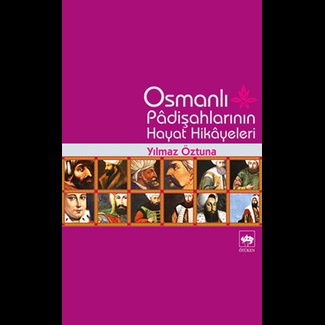 Osmanlı
Pâdişahlarının
Hayat Hikâyeleri
Yılmaz Öztuna
ÖTÜKEN